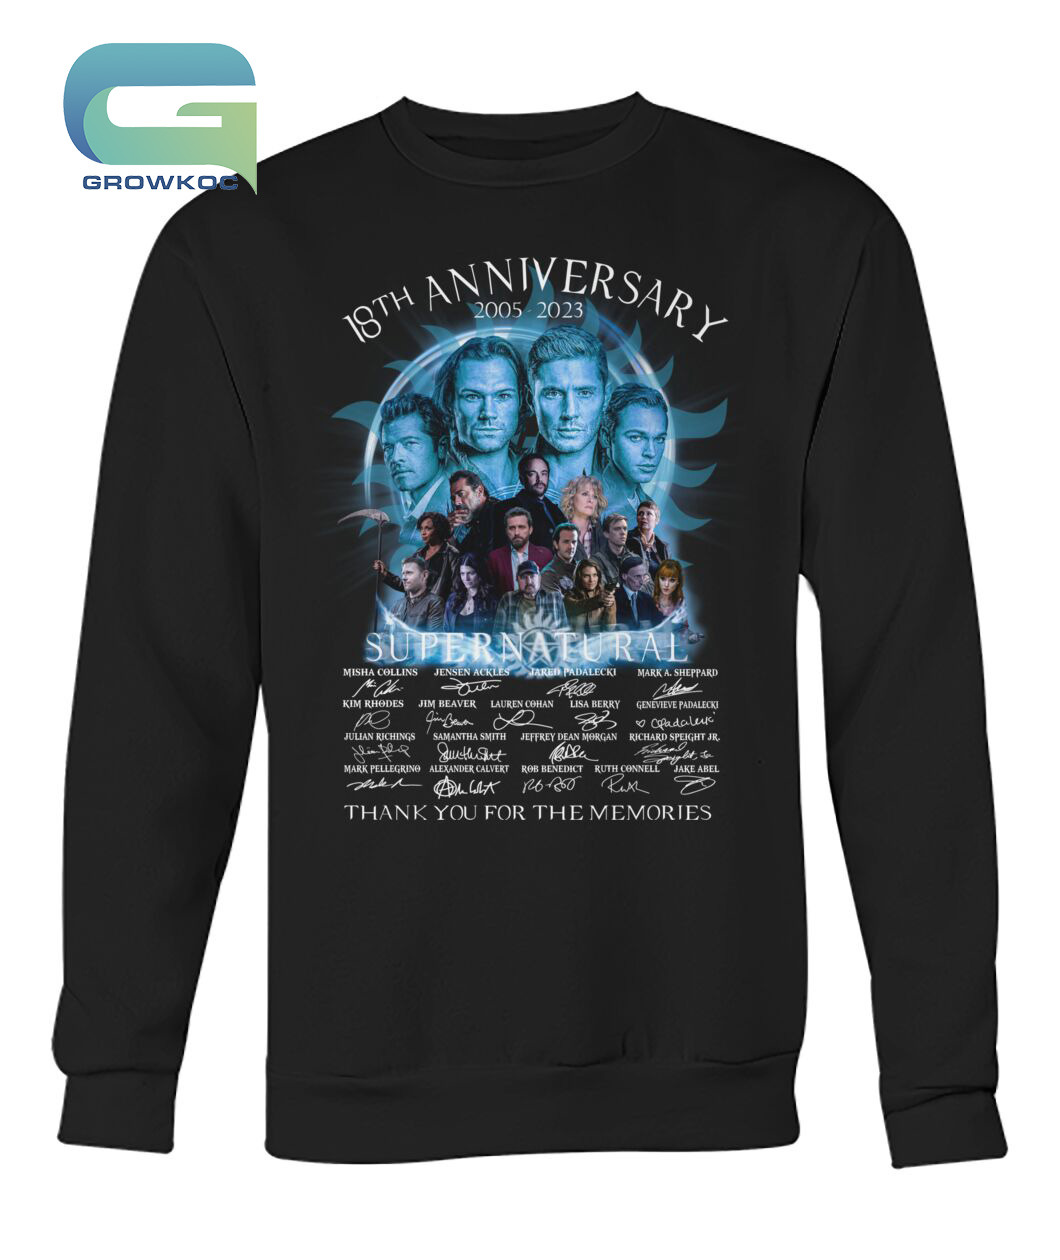 GROWKOC
18TH ANNIVERSARY
2005 - 2023
SUPERNATURAL
MISHA COLLINS JENSEN ACKLES JARED PADALECKI MARK A. SHEPPARD
KIM RHODES JIM BEAVER LAUREN COHAN LISA BERRY GENEVIEVE PADALECKI
JULIAN RICHINGS SAMANTHA SMITH JEFFREY DEAN MORGAN RICHARD SPEIGHT JR.
MARK PELLEGRINO ALEXANDER CALVERT ROB BENEDICT RUTH CONNELL JAKE ABEL
THANK YOU FOR THE MEMORIES